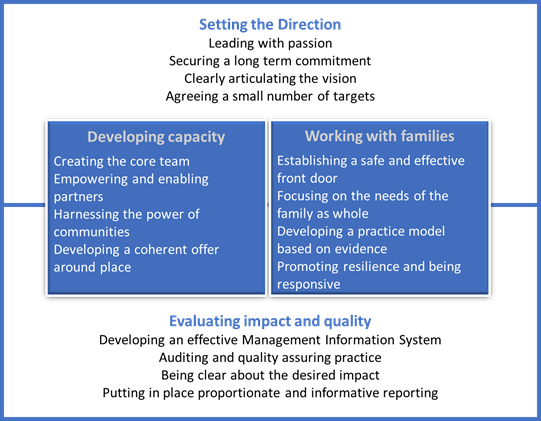 Setting the Direction
Leading with passion
Securing a long term commitment
Clearly articulating the vision
Agreeing a small number of targets
Developing capacity
Creating the core team
Empowering and enabling
partners
Harnessing the power of
communities
Developing a coherent offer
around place
Working with families
Establishing a safe and effective
front door
Focusing on the needs of the
family as whole
Developing a practice model
based on evidence
Promoting resilience and being
responsive
Evaluating impact and quality
Developing an effective Management Information System
Auditing and quality assuring practice
Being clear about the desired impact
Putting in place proportionate and informative reporting